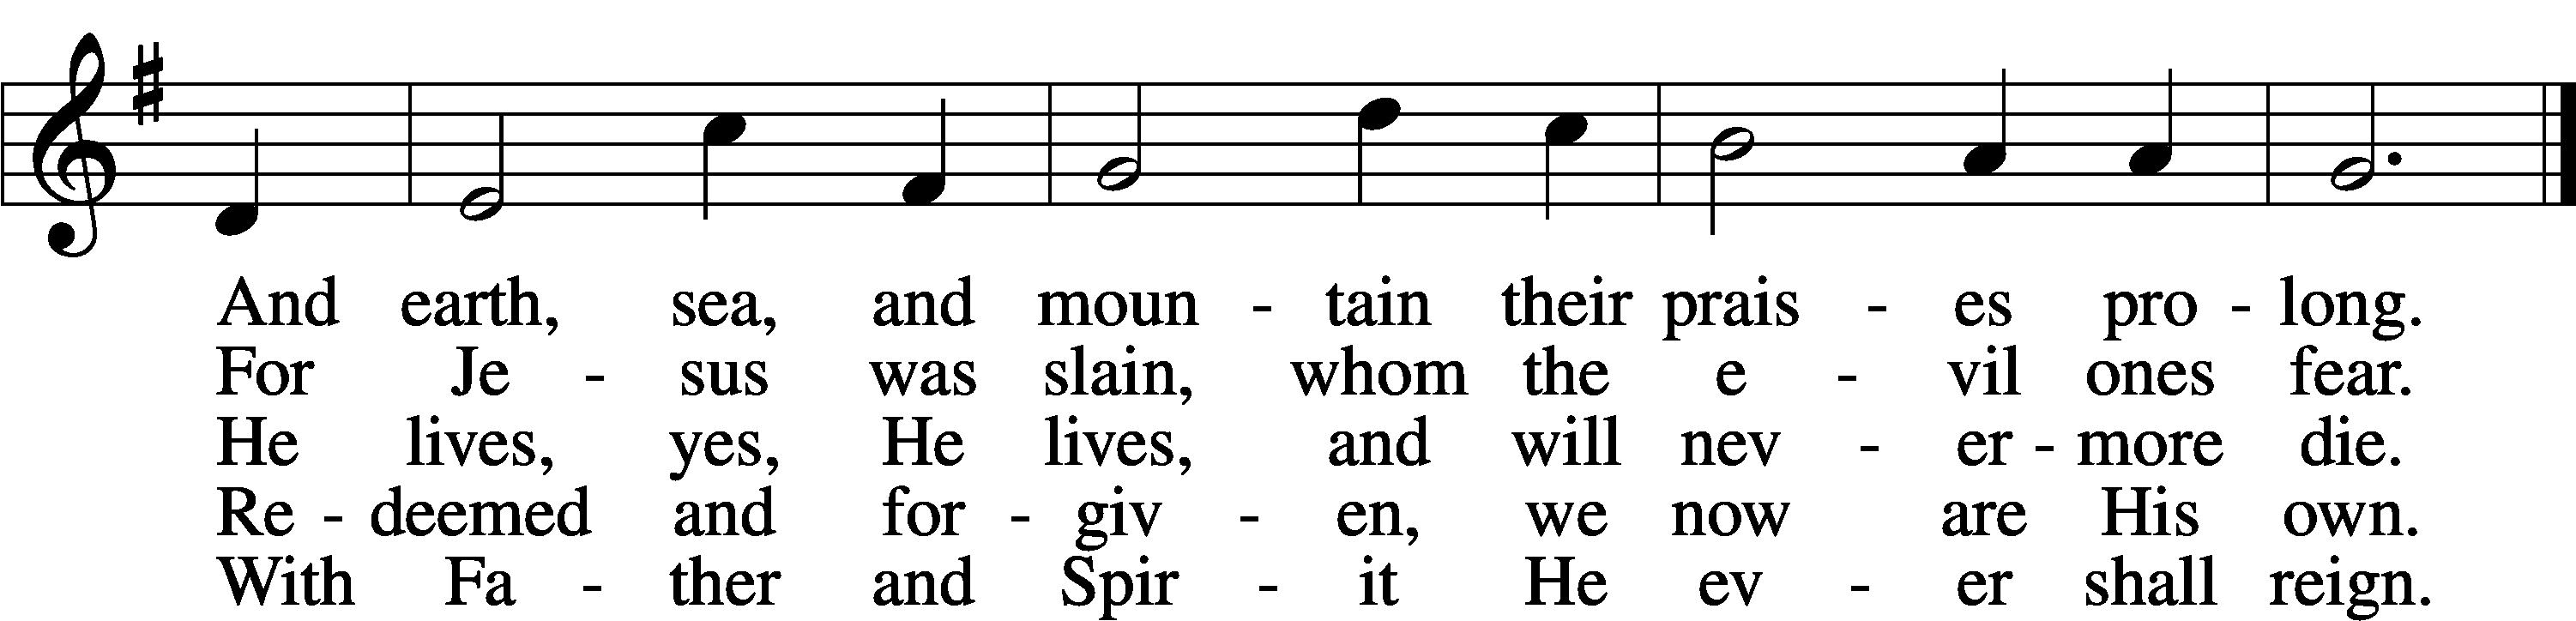 And earth, sea, and moun - tain their prais - es pro - long.
For Je - sus was slain, whom the e - vil ones fear.
He lives, yes, He lives, and will nev - er - more die.
Re - deemed and for - giv - en, we now are His own.
With Fa - ther and Spir - it He ev - er shall reign.